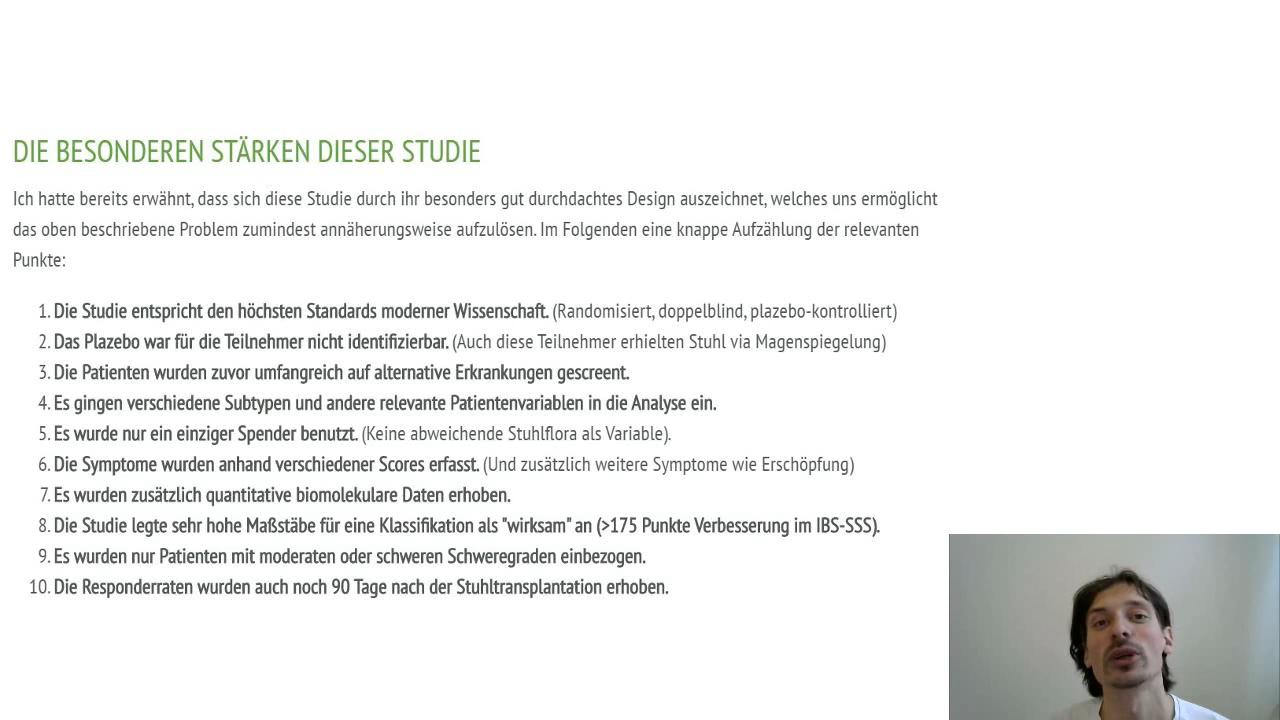 DIE BESONDEREN STÄRKEN DIESER STUDIE
Ich hatte bereits erwähnt, dass sich diese Studie durch ihr besonders gut durchdachtes Design auszeichnet, welches uns ermöglicht
das oben beschriebene Problem zumindest annäherungsweise aufzulösen. Im Folgenden eine knappe Aufzählung der relevanten
Punkte:
1. Die Studie entspricht den höchsten Standards moderner Wissenschaft. (Randomisiert, doppelblind, plazebo-kontrolliert)
2. Das Plazebo war für die Teilnehmer nicht identifizierbar. (Auch diese Teilnehmer erhielten Stuhl via Magenspiegelung)
3. Die Patienten wurden zuvor umfangreich auf alternative Erkrankungen gescreent.
4. Es gingen verschiedene Subtypen und andere relevante Patientenvariablen in die Analyse ein.
5. Es wurde nur ein einziger Spender benutzt. (Keine abweichende Stuhlflora als Variable).
6. Die Symptome wurden anhand verschiedener Scores erfasst. (Und zusätzlich weitere Symptome wie Erschöpfung)
7. Es wurden zusätzlich quantitative biomolekulare Daten erhoben.
8. Die Studie legte sehr hohe Maßstäbe für eine Klassifikation als "wirksam" an (>175 Punkte Verbesserung im IBS-SSS).
9. Es wurden nur Patienten mit moderaten oder schweren Schweregraden einbezogen.
10. Die Responderraten wurden auch noch 90 Tage nach der Stuhltransplantation erhoben.